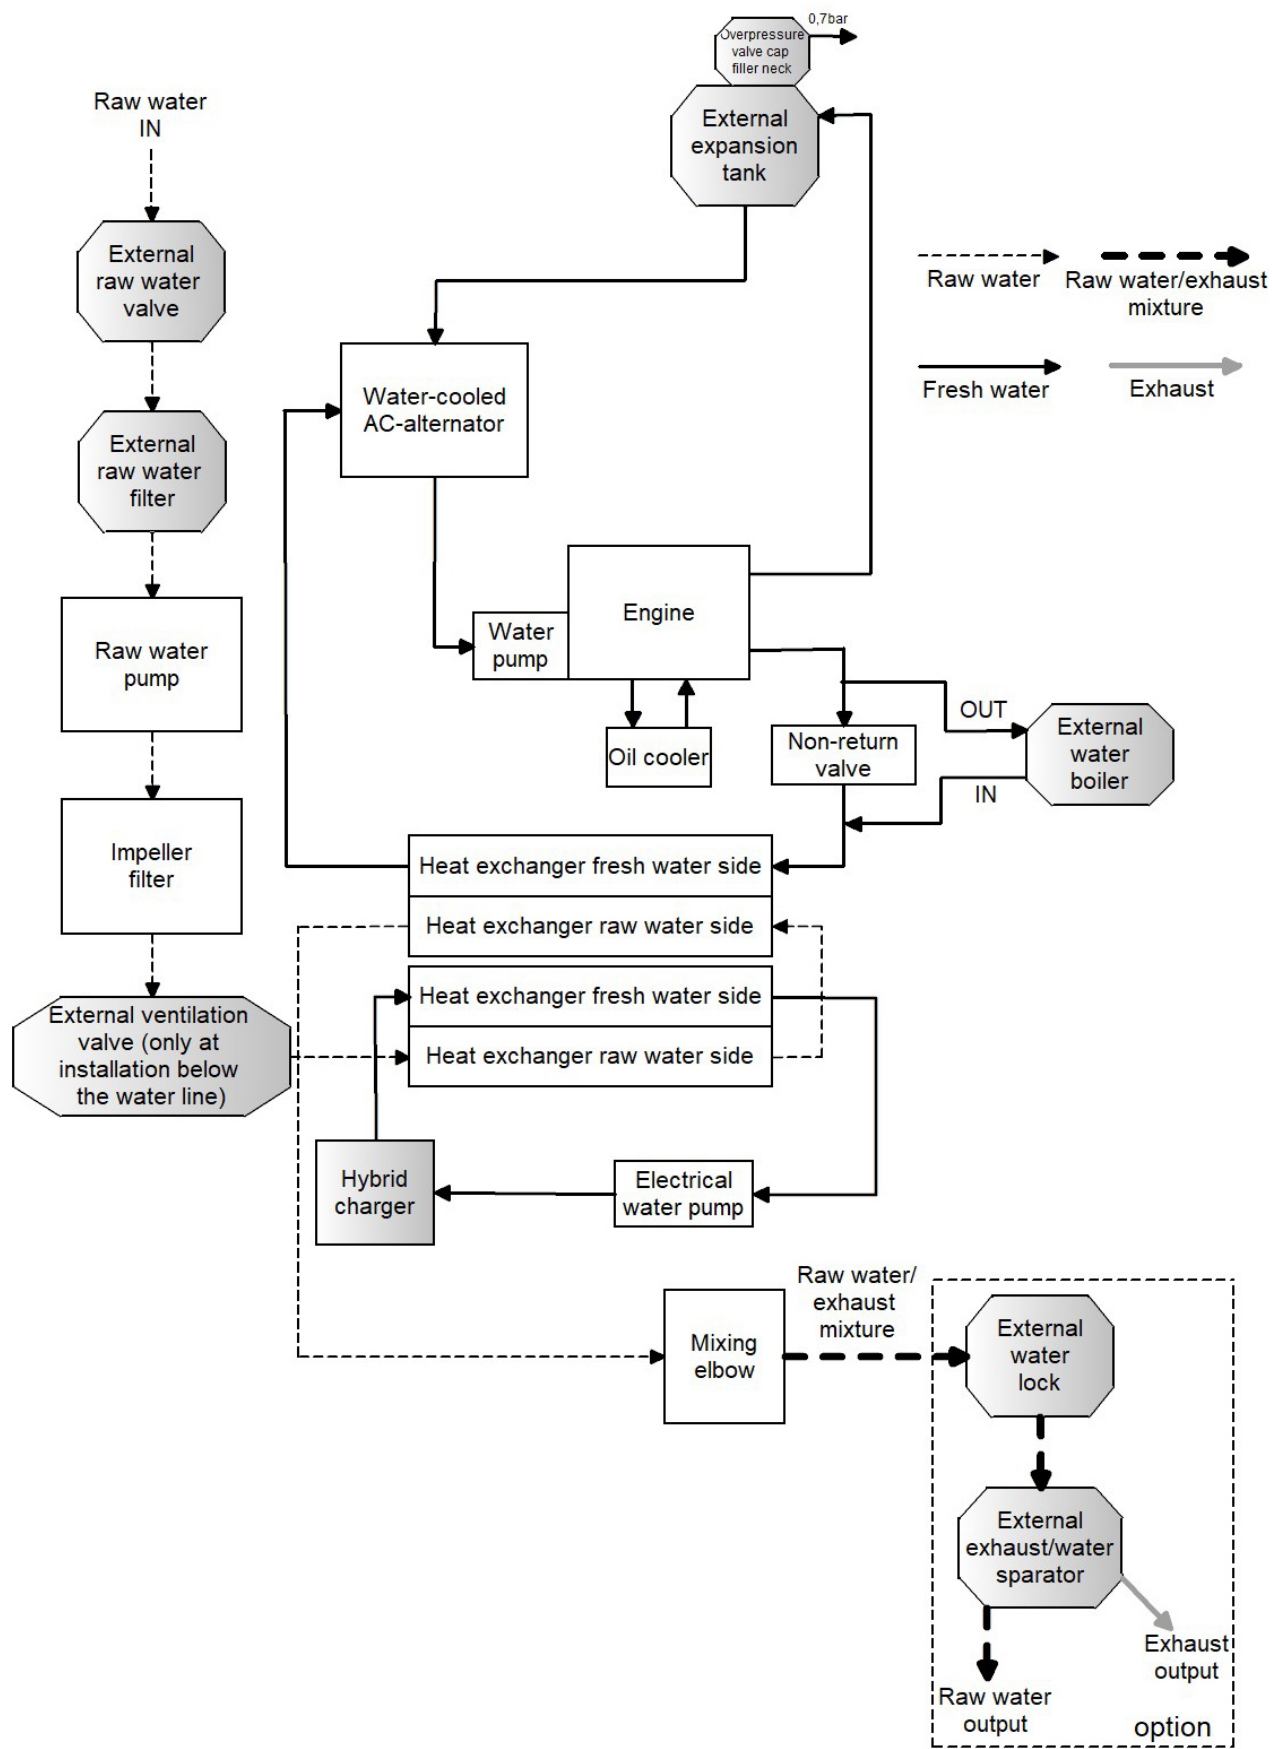 0,7bar
Overpressure
valve cap
filler neck
Raw water
IN
External
expansion
tank
External
raw water
valve
Raw water
Raw water/exhaust
mixture
Fresh water
Exhaust
Water-cooled
AC-alternator
External
raw water
filter
Engine
Water
pump
Raw water
pump
Oil cooler
Non-return
valve
OUT
IN
External
water
boiler
Impeller
filter
Heat exchanger fresh water side
Heat exchanger raw water side
Heat exchanger fresh water side
Heat exchanger raw water side
External ventilation
valve (only at
installation below
the water line)
Hybrid
charger
Electrical
water pump
Mixing
elbow
Raw water/
exhaust
mixture
External
water
lock
External
exhaust/water
sparator
Exhaust
output
Raw water
output
option